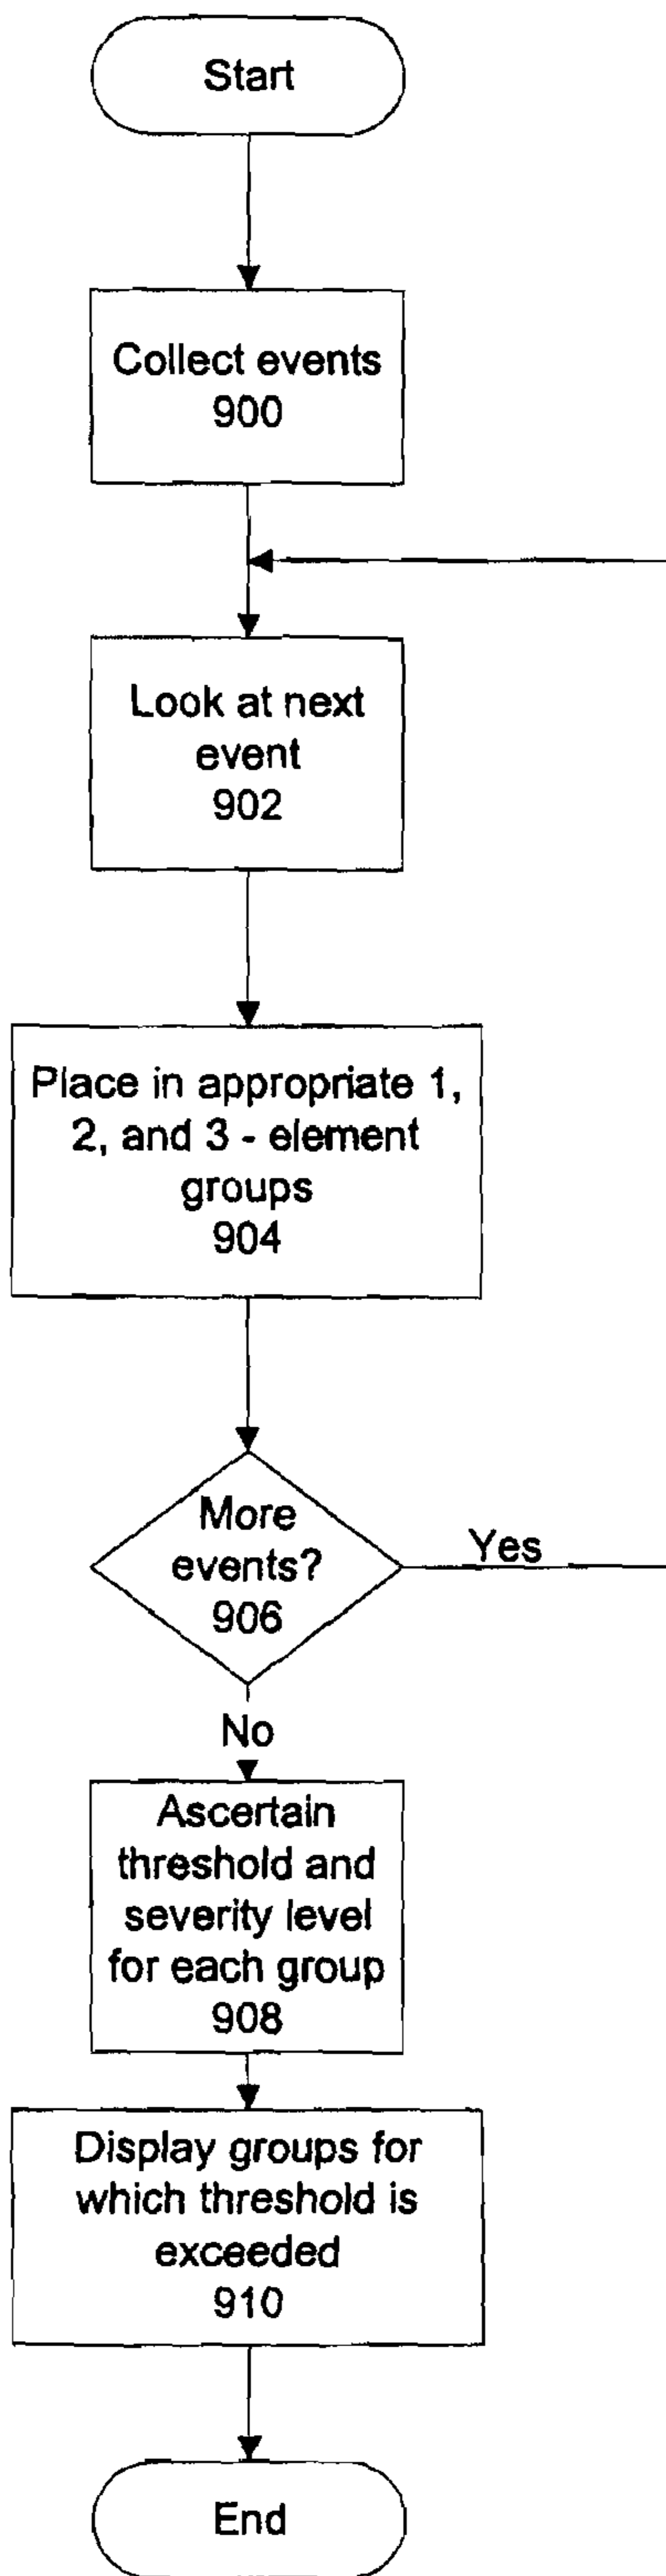 Start
Collect events
900
Look at next
event
902
Place in appropriate 1,
2, and 3 - element
groups
904
More
events?
906
Yes
No
Ascertain
threshold and
severity level
for each group
908
Display groups for
which threshold is
exceeded
910
End